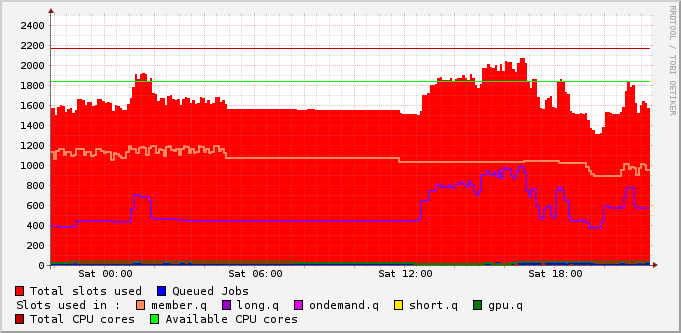 2400
2200
2000
1800
1600
1400
1200
1000
800
600
400
200
0
Sat 00:00 Sat 06:00 Sat 12:00 Sat 18:00
RRDTOOL / TOBI OETIKER
Total slots used Queued Jobs
Slots used in : member.q long.q ondemand.q short.q gpu.q
Total CPU cores Available CPU cores